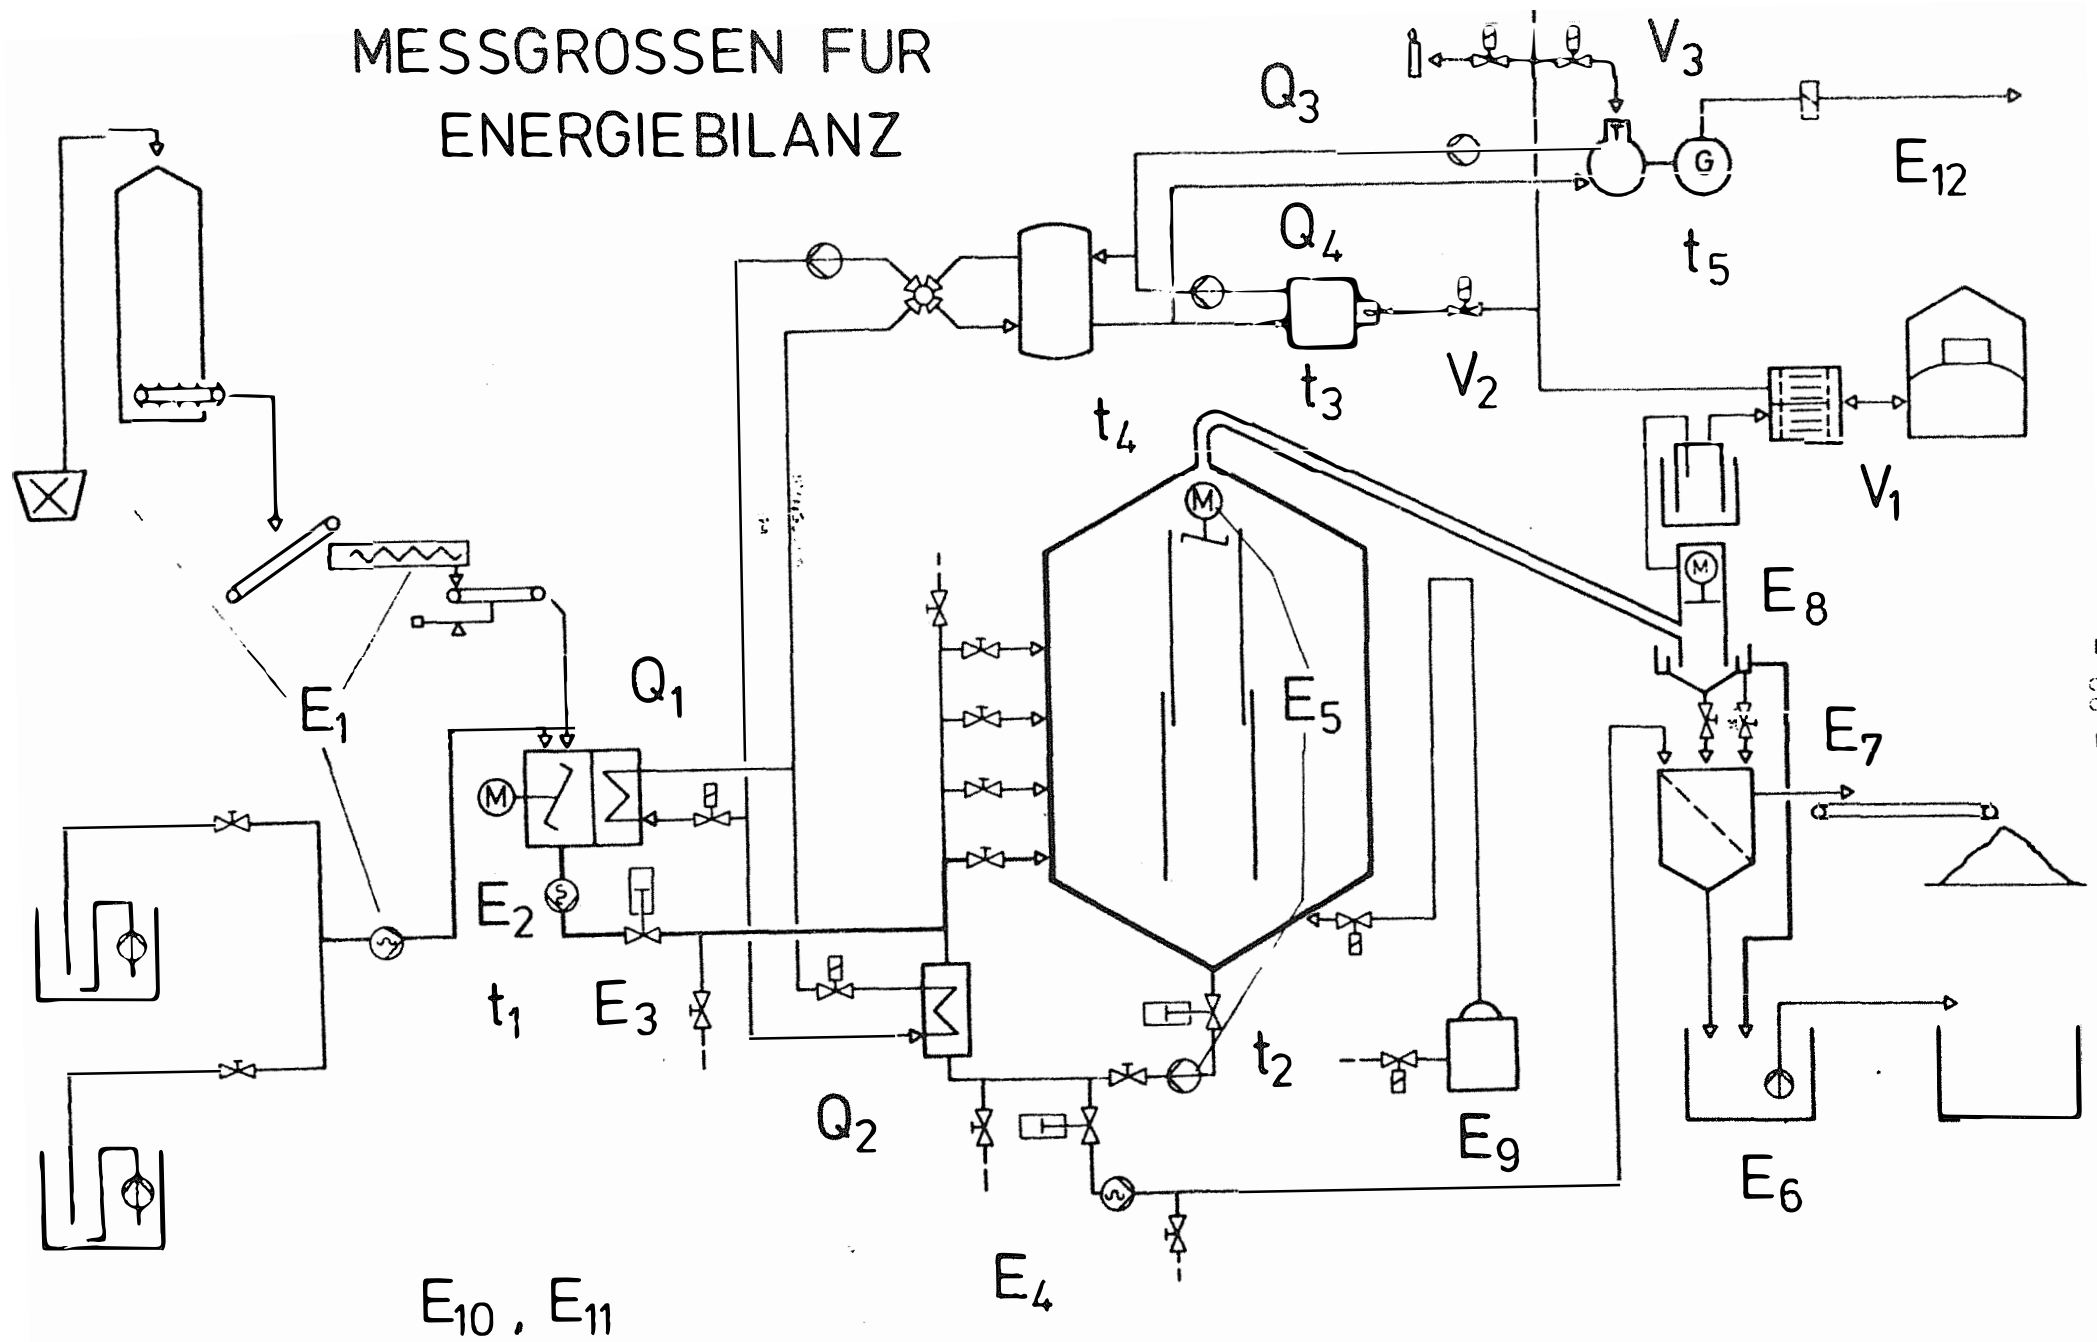 MESSGROSSEN FUR
ENERGIEBILANZ
V3
Q3
E12
G
Q4
t5
t3
V2
t4
V1
M
M
E8
E1
Q1
E5
E7
M
E2
t1
E3
t2
Q2
E9
E6
E4
E10 , E11